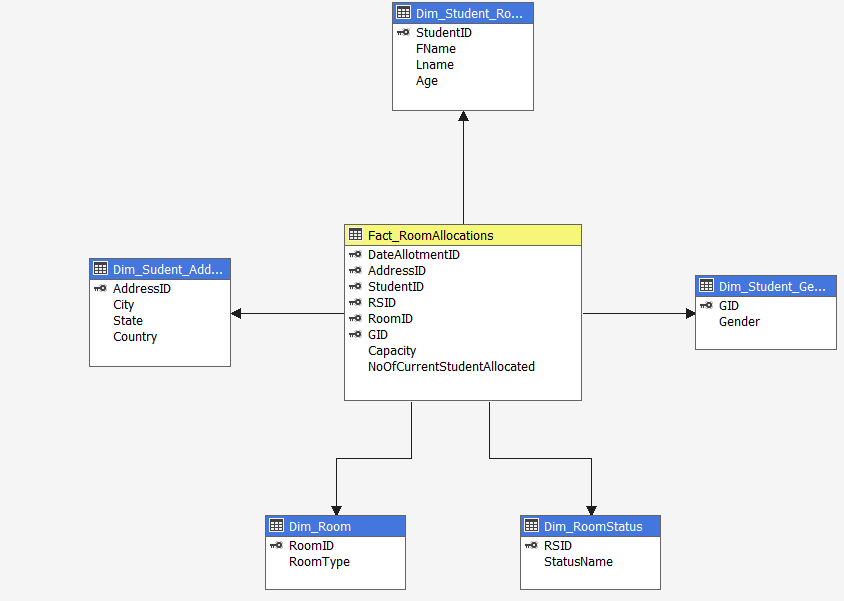 Dim_Student_Ro...
StudentID
FName
Lname
Age
Fact_RoomAllocations
DateAllotmentID
AddressID
StudentID
RSID
RoomID
GID
Capacity
NoOfCurrentStudentAllocated
Dim_Sudent_Add...
AddressID
City
State
Country
Dim_Student_Ge...
GID
Gender
Dim_Room
RoomID
RoomType
Dim_RoomStatus
RSID
StatusName